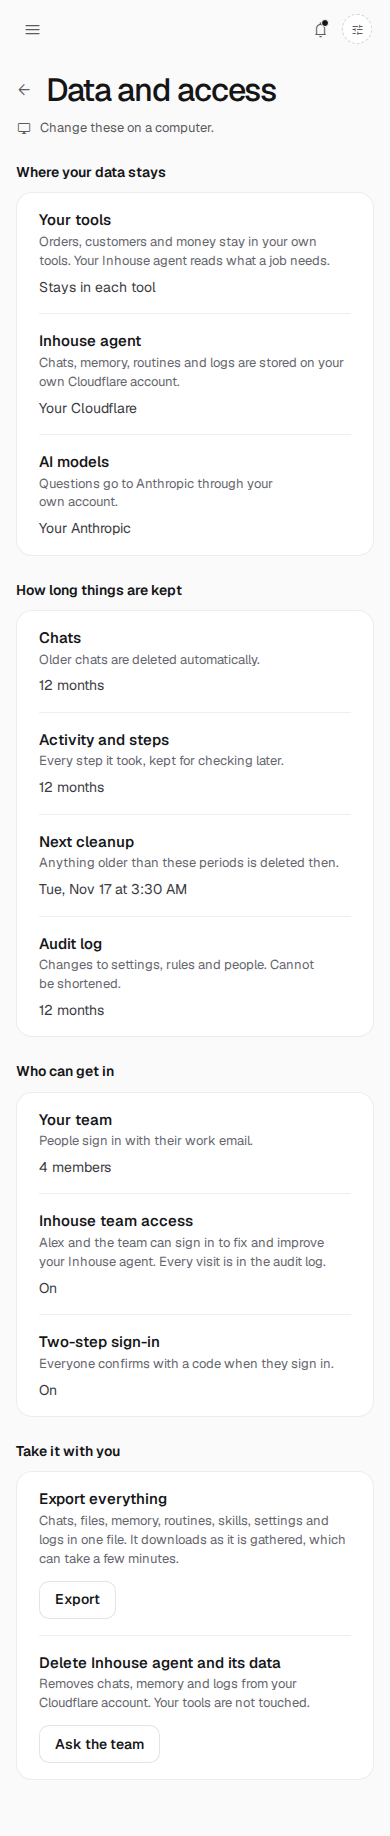 Data and access
Change these on a computer.
Where your data stays
Your tools
Orders, customers and money stay in your own
tools. Your Inhouse agent reads what a job needs.
Stays in each tool
Inhouse agent
Chats, memory, routines and logs are stored on your
own Cloudflare account.
Your Cloudflare
AI models
Questions go to Anthropic through your
own account.
Your Anthropic
How long things are kept
Chats
Older chats are deleted automatically.
12 months
Activity and steps
Every step it took, kept for checking later.
12 months
Next cleanup
Anything older than these periods is deleted then.
Tue, Nov 17 at 3:30 AM
Audit log
Changes to settings, rules and people. Cannot
be shortened.
12 months
Who can get in
Your team
People sign in with their work email.
4 members
Inhouse team access
Alex and the team can sign in to fix and improve
your Inhouse agent. Every visit is in the audit log.
On
Two-step sign-in
Everyone confirms with a code when they sign in.
On
Take it with you
Export everything
Chats, files, memory, routines, skills, settings and
logs in one file. It downloads as it is gathered, which
can take a few minutes.
Export
Delete Inhouse agent and its data
Removes chats, memory and logs from your
Cloudflare account. Your tools are not touched.
Ask the team